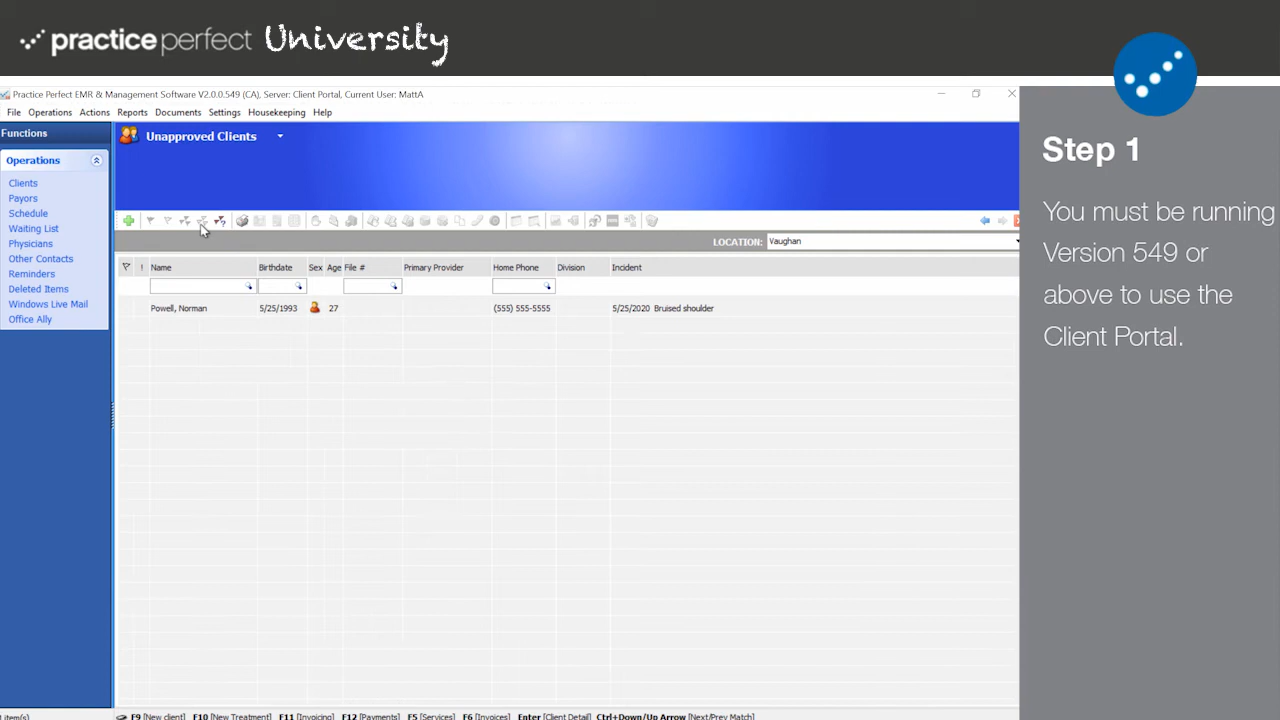 practice perfect University
Practice Perfect EMR & Management Software V2.0.0.549 (CA), Server: Client Portal, Current User: MattA
File Operations Actions Reports Documents Settings Housekeeping Help
Functions
Unapproved Clients
Operations
Clients
Payors
Schedule
Waiting List
Physicians
Other Contacts
Reminders
Deleted Items
Windows Live Mail
Office Ally
LOCATION: Vaughan
! Name Birthdate Sex Age File # Primary Provider Home Phone Division Incident
Powell, Norman 5/25/1993 27 (555) 555-5555 5/25/2020 Bruised shoulder
item(s) F9 [New client] F10 [New Treatment] F11 [Invoicing] F12 [Payments] F5 [Services] F6 [Invoices] Enter [Client Detail] Ctrl+Down/Up Arrow [Next/Prev Match]
Step 1
You must be running
Version 549 or
above to use the
Client Portal.